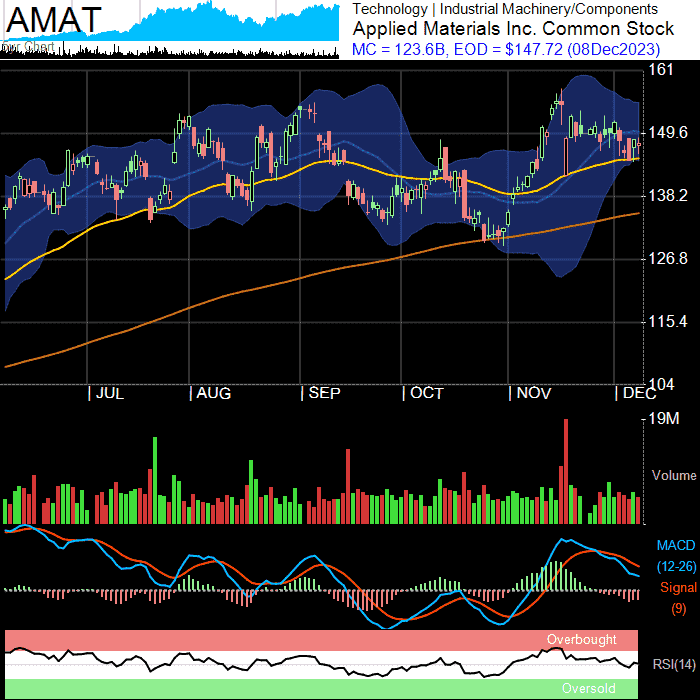 AMAT
Technology | Industrial Machinery/Components
Applied Materials Inc. Common Stock
MC = 123.6B, EOD = $147.72 (08Dec2023)
161
149.6
138.2
126.8
115.4
104
| JUL | AUG | SEP | OCT | NOV | DEC
19M
Volume
MACD
(12-26)
Signal
(9)
Overbought
RSI(14)
Oversold